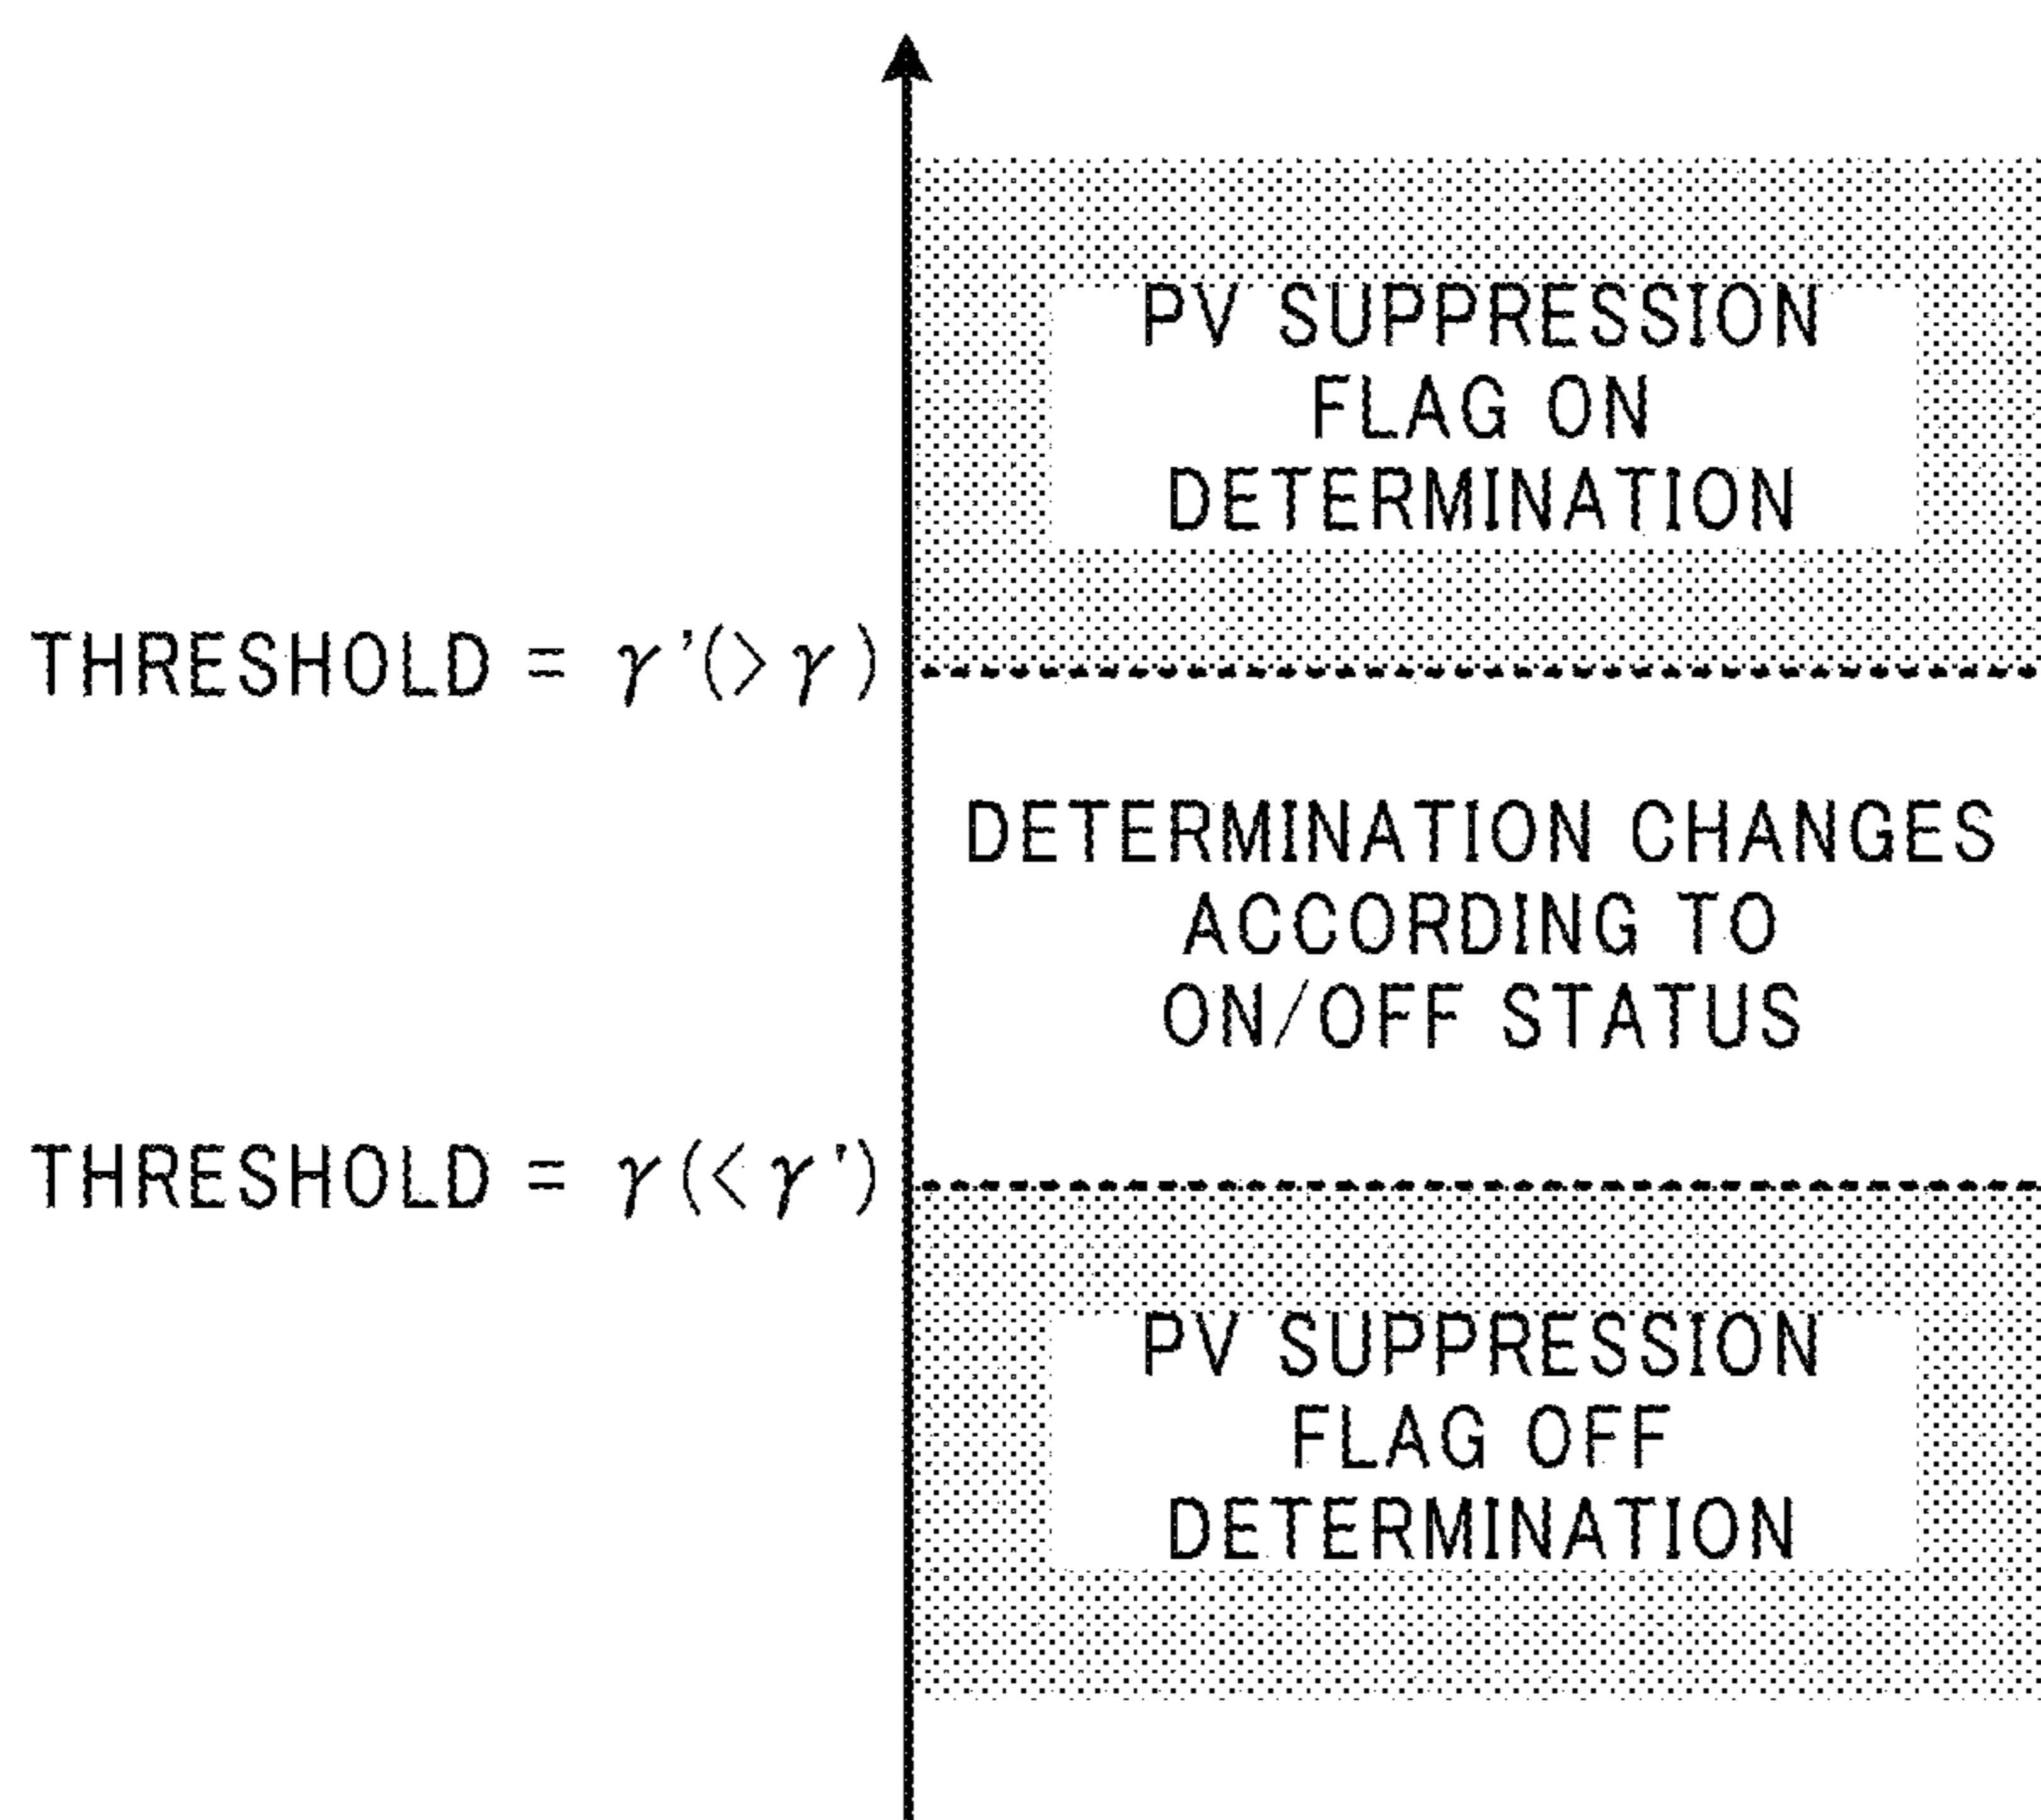 PV SUPPRESSION
FLAG ON
DETERMINATION
THRESHOLD = γ'(>γ)
DETERMINATION CHANGES
ACCORDING TO
ON/OFF STATUS
THRESHOLD = γ(<γ')
PV SUPPRESSION
FLAG OFF
DETERMINATION